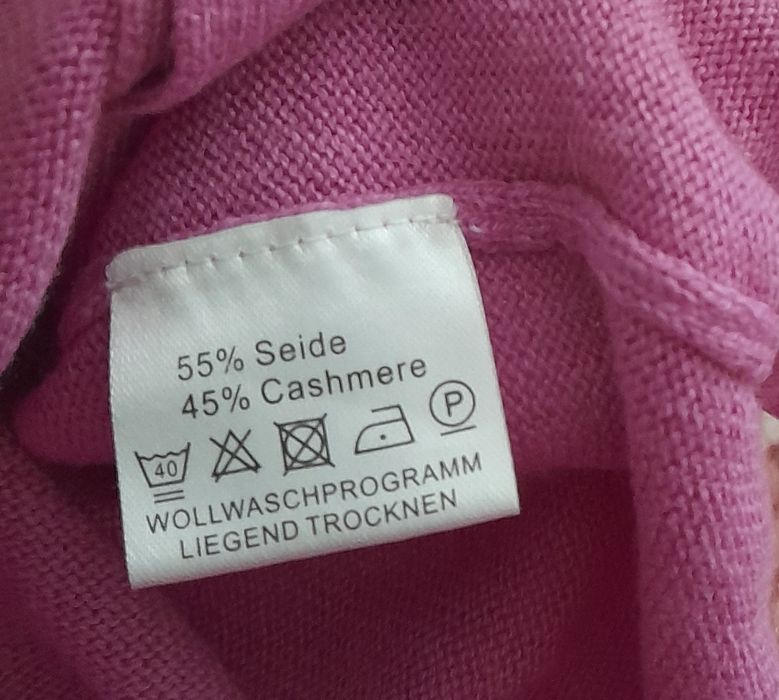 55% Seide
45% Cashmere
40 P
WOLLWASCHPROGRAMM
LIEGEND TROCKNEN